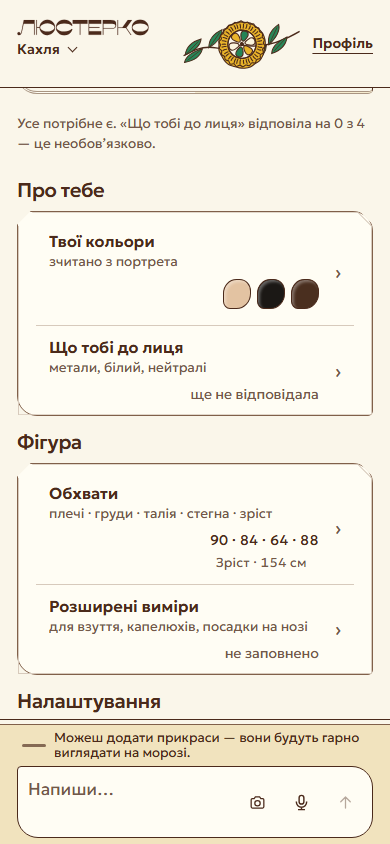 ЛЮСТЕРКО
Кахля
Профіль
Усе потрібне є. «Що тобі до лиця» відповіла на 0 з 4
— це необов’язково.
Про тебе
Твої кольори
зчитано з портрета
Що тобі до лиця
метали, білий, нейтралі
ще не відповідала
Фігура
Обхвати
плечі · груди · талія · стегна · зріст
90 · 84 · 64 · 88
Зріст · 154 см
Розширені виміри
для взуття, капелюхів, посадки на нозі
не заповнено
Налаштування
Можеш додати прикраси — вони будуть гарно
виглядати на морозі.
Напиши…